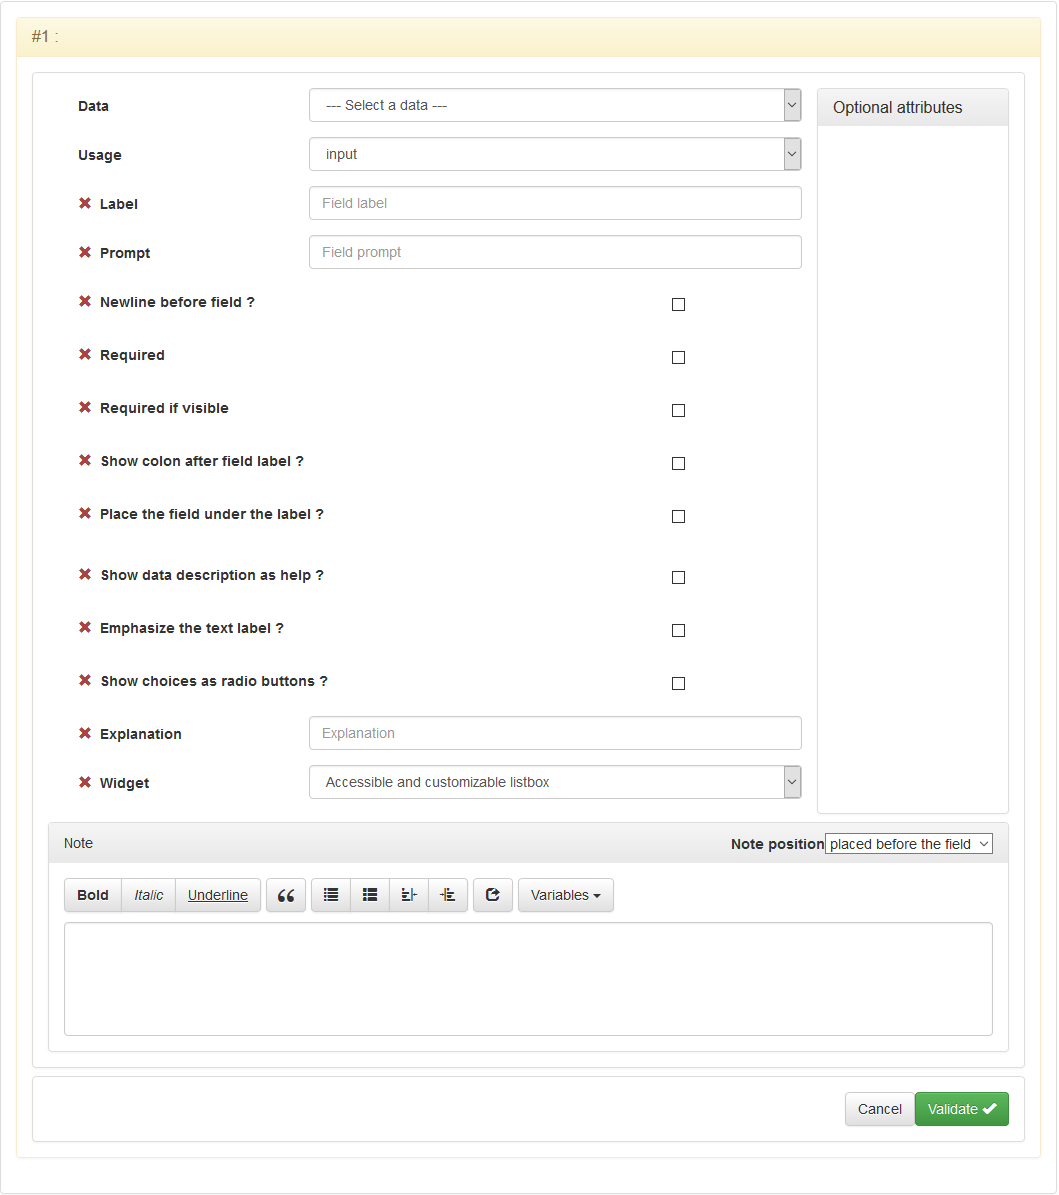 #1 :
Data --- Select a data ---
Optional attributes
Usage input
Label Field label
Prompt Field prompt
Newline before field ?
Required
Required if visible
Show colon after field label ?
Place the field under the label ?
Show data description as help ?
Emphasize the text label ?
Show choices as radio buttons ?
Explanation Explanation
Widget Accessible and customizable listbox
Note Note position placed before the field
Bold Italic Underline Variables
Cancel Validate